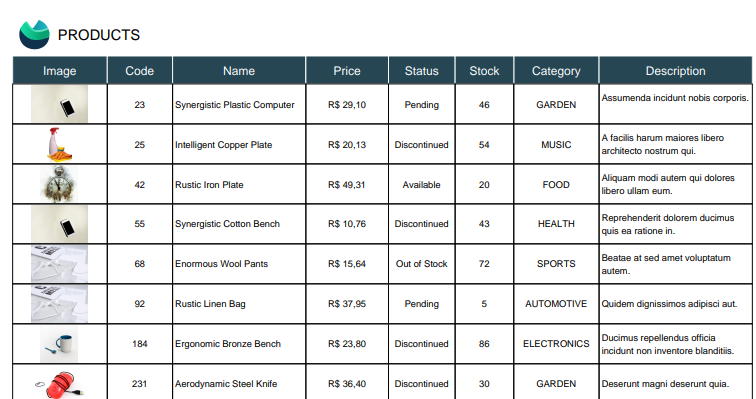 PRODUCTS
Image Code Name Price Status Stock Category Description
23 Synergistic Plastic Computer R$ 29,10 Pending 46 GARDEN Assumenda incidunt nobis corporis.
25 Intelligent Copper Plate R$ 20,13 Discontinued 54 MUSIC A facilis harum maiores libero
architecto nostrum qui.
42 Rustic Iron Plate R$ 49,31 Available 20 FOOD Aliquam modi autem qui dolores
libero ullam eum.
55 Synergistic Cotton Bench R$ 10,76 Discontinued 43 HEALTH Reprehenderit dolorem ducimus
quis ea ratione in.
68 Enormous Wool Pants R$ 15,64 Out of Stock 72 SPORTS Beatae at sed amet voluptatum
autem.
92 Rustic Linen Bag R$ 37,95 Pending 5 AUTOMOTIVE Quidem dignissimos adipisci aut.
184 Ergonomic Bronze Bench R$ 23,80 Discontinued 86 ELECTRONICS Ducimus repellendus officia
incidunt non inventore blanditiis.
231 Aerodynamic Steel Knife R$ 36,40 Discontinued 30 GARDEN Deserunt magni deserunt quia.